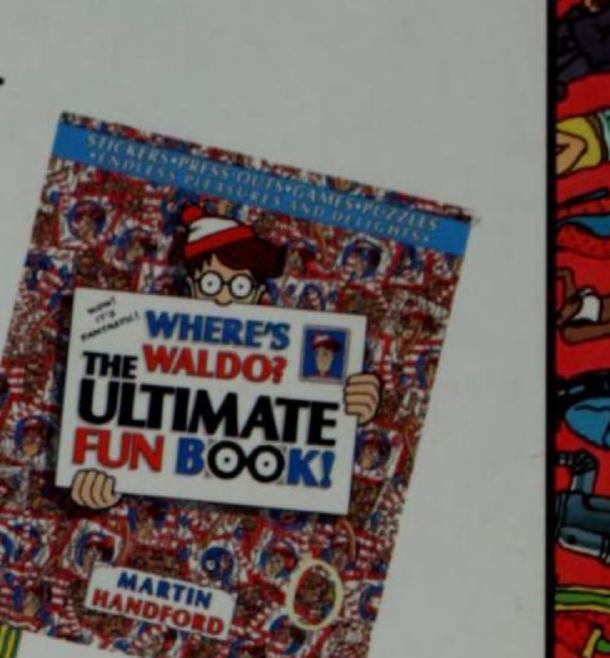 STICKERS•PRESS-OUTS•GAMES•PUZZLES
•ENDLESS PLEASURES AND DELIGHTS•
WOW!
IT'S
FANTASTIC!
WHERE'S
WALDO?
THE
ULTIMATE
FUN BOOK!
MARTIN
HANDFORD